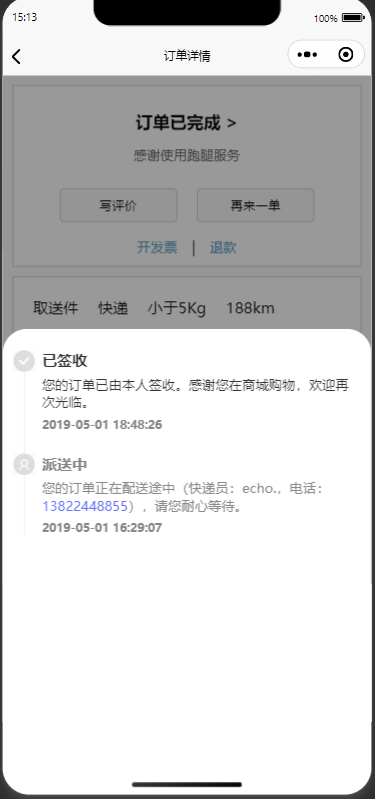 15:13
100%
订单详情
订单已完成 >
感谢使用跑腿服务
写评价 再来一单
开发票 | 退款
取送件 快递 小于5Kg 188km
已签收
您的订单已由本人签收。感谢您在商城购物，欢迎再
次光临。
2019-05-01 18:48:26
派送中
您的订单正在配送途中（快递员：echo.，电话：
13822448855），请您耐心等待。
2019-05-01 16:29:07